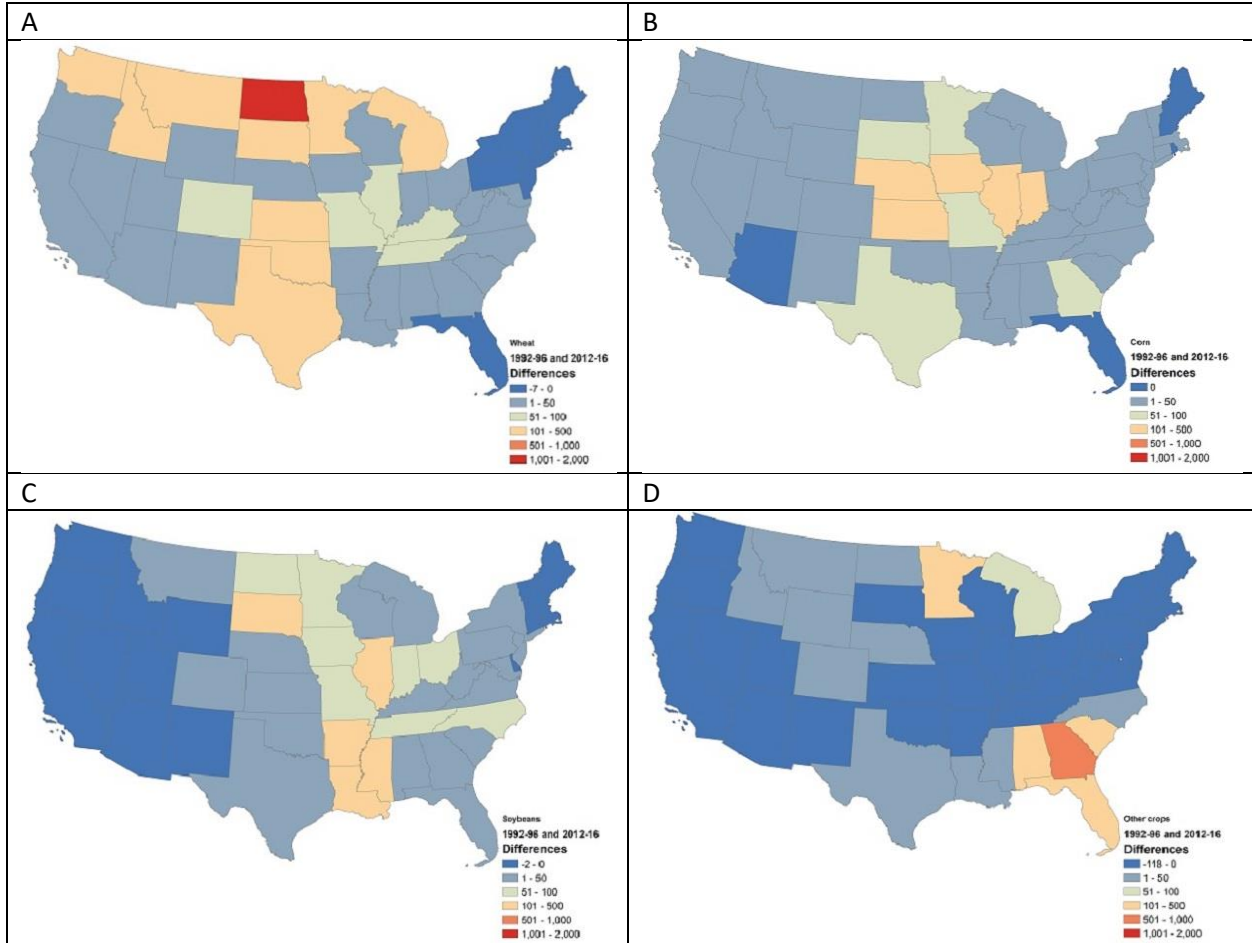 A
B
Wheat
1992-96 and 2012-16
Differences
-7 - 0
1 - 50
51 - 100
101 - 500
501 - 1,000
1,001 - 2,000
Corn
1992-96 and 2012-16
Differences
0
1 - 50
51 - 100
101 - 500
501 - 1,000
1,001 - 2,000
C
D
Soybeans
1992-96 and 2012-16
Differences
-2 - 0
1 - 50
51 - 100
101 - 500
501 - 1,000
1,001 - 2,000
Other crops
1992-96 and 2012-16
Differences
-118 - 0
1 - 50
51 - 100
101 - 500
501 - 1,000
1,001 - 2,000